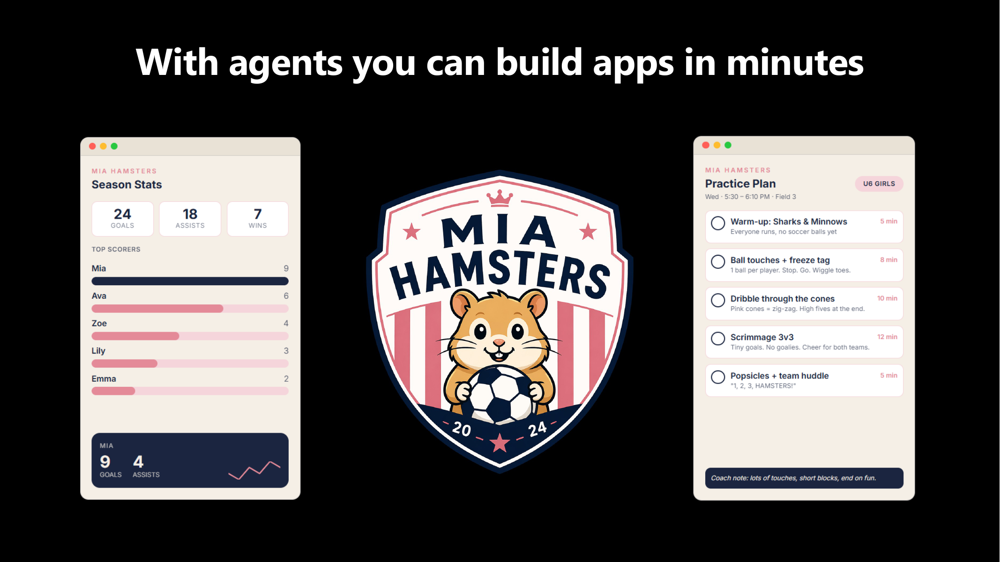 With agents you can build apps in minutes
MIA HAMSTERS
Season Stats
24
GOALS
18
ASSISTS
7
WINS
TOP SCORERS
Mia 9
Ava 6
Zoe 4
Lily 3
Emma 2
MIA
9
GOALS
4
ASSISTS
MIA
HAMSTERS
20 24
MIA HAMSTERS
Practice Plan
U6 GIRLS
Wed · 5:30 – 6:10 PM · Field 3
Warm-up: Sharks & Minnows 5 min
Everyone runs, no soccer balls yet
Ball touches + freeze tag 8 min
1 ball per player. Stop. Go. Wiggle toes.
Dribble through the cones 10 min
Pink cones = zig-zag. High fives at the end.
Scrimmage 3v3 12 min
Tiny goals. No goalies. Cheer for both teams.
Popsicles + team huddle 5 min
"1, 2, 3, HAMSTERS!"
Coach note: lots of touches, short blocks, end on fun.